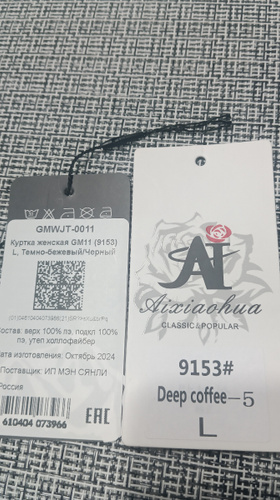 GMWJT-0011
Куртка женская GM11 (9153)
L, Темно-бежевый/Черный
Состав: верх 100% пэ, подкл 100%
пэ, утеп холлофайбер
дата изготовления: Октябрь 2024
Поставщик: ИП МЭН СЯНЛИ
Россия
610404 073966
EAC
Aixiaohua
CLASSIC&POPULAR
9153#
Deep coffee-5
L